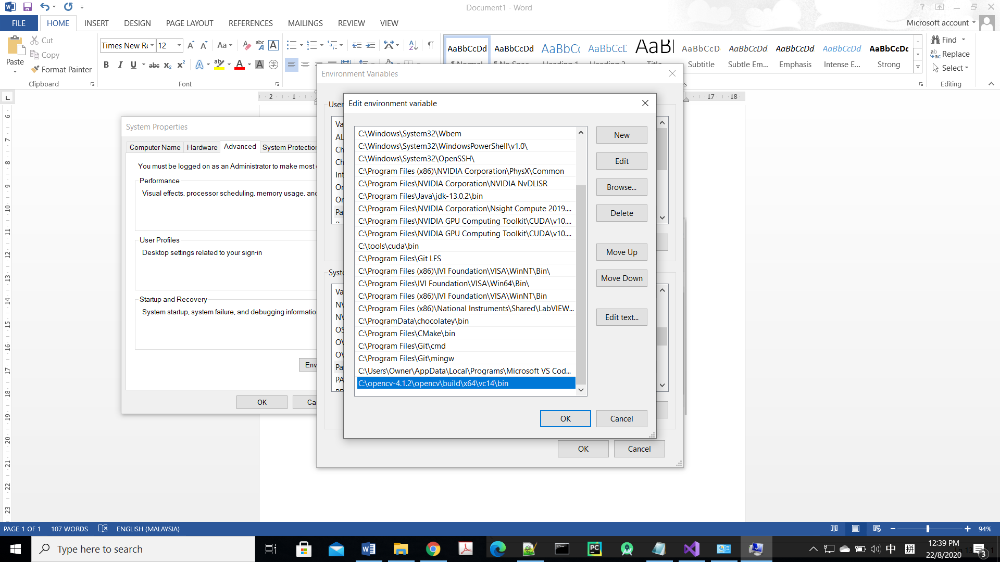 Document1 - Word
FILE
HOME
INSERT
DESIGN
PAGE LAYOUT
REFERENCES
MAILINGS
REVIEW
VIEW
Microsoft account
Paste
Cut
Copy
Format Painter
Clipboard
Times New Ro
12
Font
AaBbCcDd
AaBbCcDd
AaBbCc
AaBbCcD
AaBl
AaBbCcD
AaBbCcDd
AaBbCcDd
AaBbCcDd
AaBbCcDc
Subtitle
Subtle Em...
Emphasis
Intense E...
Strong
Find
Replace
Select
Editing
Environment Variables
System Properties
Computer Name
Hardware
Advanced
System Protection
You must be logged on as an Administrator to make most
Performance
Visual effects, processor scheduling, memory usage, and
User Profiles
Desktop settings related to your sign-in
Startup and Recovery
System startup, system failure, and debugging informatio
Env
OK
Ca
User
Va
AL
Ch
Ch
Int
On
On
Pa
Syste
Va
NV
NV
OS
OV
OV
Pa
PA
OK
Cancel
Edit environment variable
C:\Windows\System32\Wbem
C:\Windows\System32\WindowsPowerShell\v1.0\
C:\Windows\System32\OpenSSH\
C:\Program Files (x86)\NVIDIA Corporation\PhysX\Common
C:\Program Files\NVIDIA Corporation\NVIDIA NvDLISR
C:\Program Files\Java\jdk-13.0.2\bin
C:\Program Files\NVIDIA Corporation\Nsight Compute 2019....
C:\Program Files\NVIDIA GPU Computing Toolkit\CUDA\v10....
C:\Program Files\NVIDIA GPU Computing Toolkit\CUDA\v10....
C:\tools\cuda\bin
C:\Program Files\Git LFS
C:\Program Files (x86)\IVI Foundation\VISA\WinNT\Bin\
C:\Program Files\IVI Foundation\VISA\Win64\Bin\
C:\Program Files (x86)\IVI Foundation\VISA\WinNT\Bin
C:\Program Files (x86)\National Instruments\Shared\LabVIEW...
C:\ProgramData\chocolatey\bin
C:\Program Files\CMake\bin
C:\Program Files\Git\cmd
C:\Program Files\Git\mingw
C:\Users\Owner\AppData\Local\Programs\Microsoft VS Cod...
C:\opencv-4.1.2\opencv\build\x64\vc14\bin
New
Edit
Browse...
Delete
Move Up
Move Down
Edit text...
OK
Cancel
PAGE 1 OF 1
107 WORDS
ENGLISH (MALAYSIA)
94%
Type here to search
中
拼
12:39 PM
22/8/2020
3